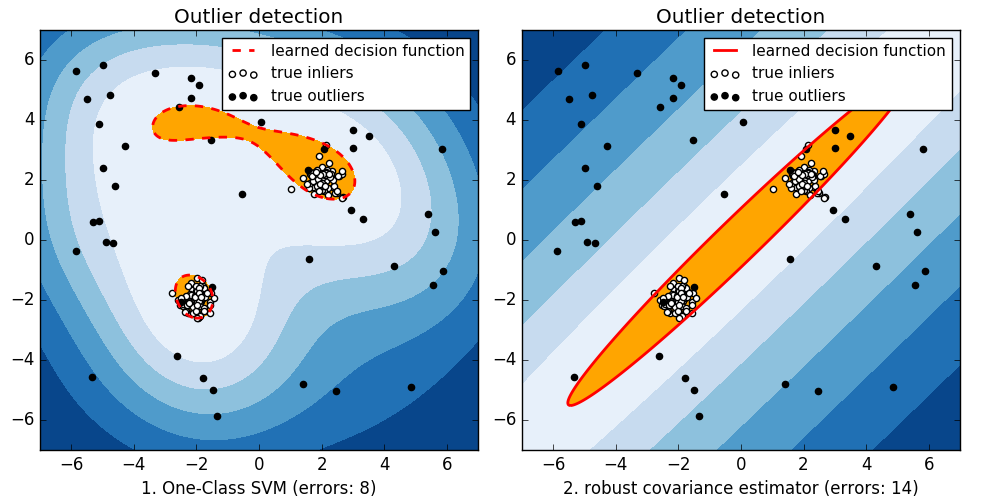 Outlier detection
learned decision function
true inliers
true outliers
6
4
2
0
−2
−4
−6
−6 −4 −2 0 2 4 6
1. One-Class SVM (errors: 8)
Outlier detection
learned decision function
true inliers
true outliers
6
4
2
0
−2
−4
−6
−6 −4 −2 0 2 4 6
2. robust covariance estimator (errors: 14)